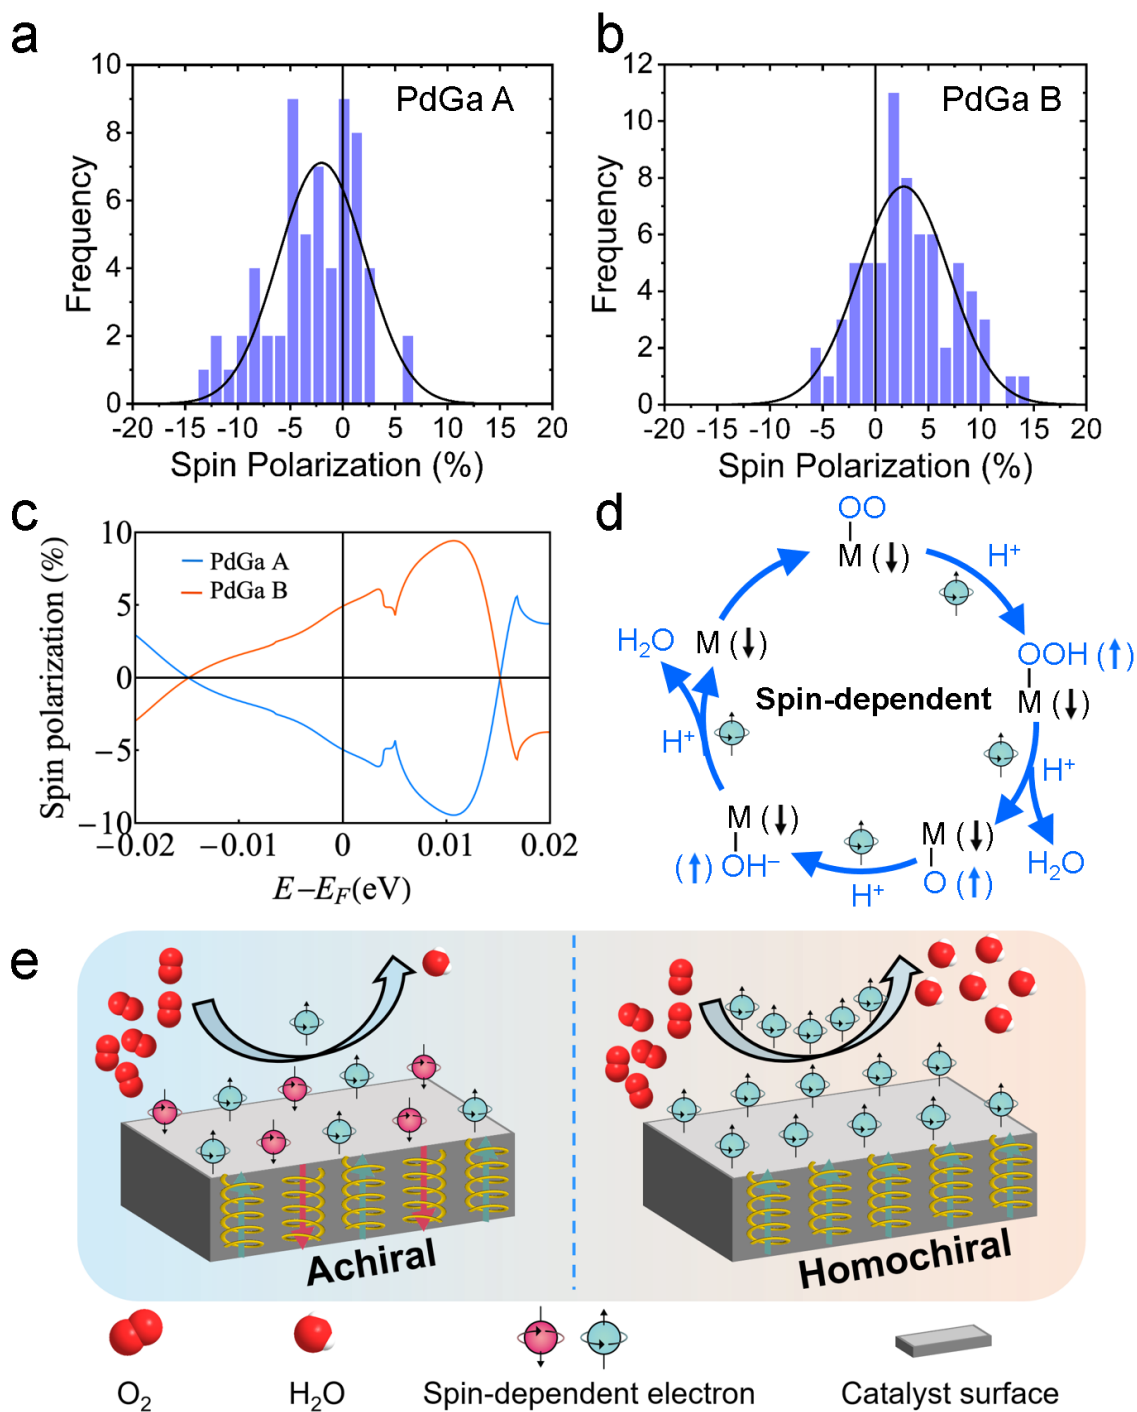 a
PdGa A
10
8
6
4
2
0
Frequency
-20 -15 -10 -5 0 5 10 15 20
Spin Polarization (%)
b
PdGa B
12
10
8
6
4
2
0
Frequency
-20 -15 -10 -5 0 5 10 15 20
Spin Polarization (%)
c
10
5
0
−5
−10
Spin polarization (%)
PdGa A
PdGa B
−0.02 −0.01 0 0.01 0.02
E−E_F(eV)
d
OO
M (↓)
H⁺
OOH (↑)
M (↓)
H₂O M (↓)
Spin-dependent
H⁺
H⁺
M (↓)
(↑) OH⁻
H⁺
M (↓)
O (↑)
H₂O
e
Achiral
Homochiral
O₂
H₂O
Spin-dependent electron
Catalyst surface